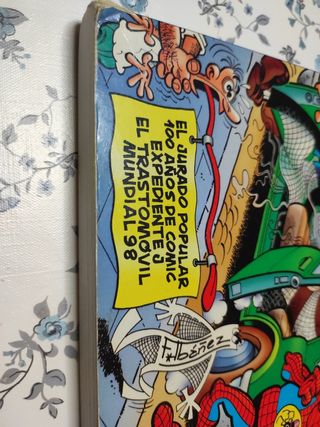 EL JURADO POPULAR
100 AÑOS DE COMIC
EXPEDIENTE J
EL TRASTOMÓVIL
MUNDIAL 98
Ibáñez